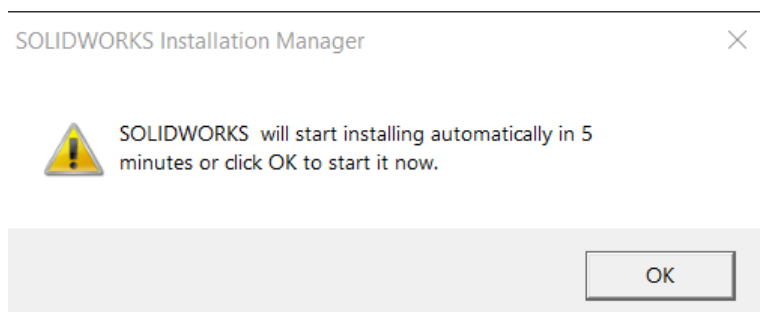 SOLIDWORKS Installation Manager
SOLIDWORKS  will start installing automatically in 5
minutes or click OK to start it now.
OK